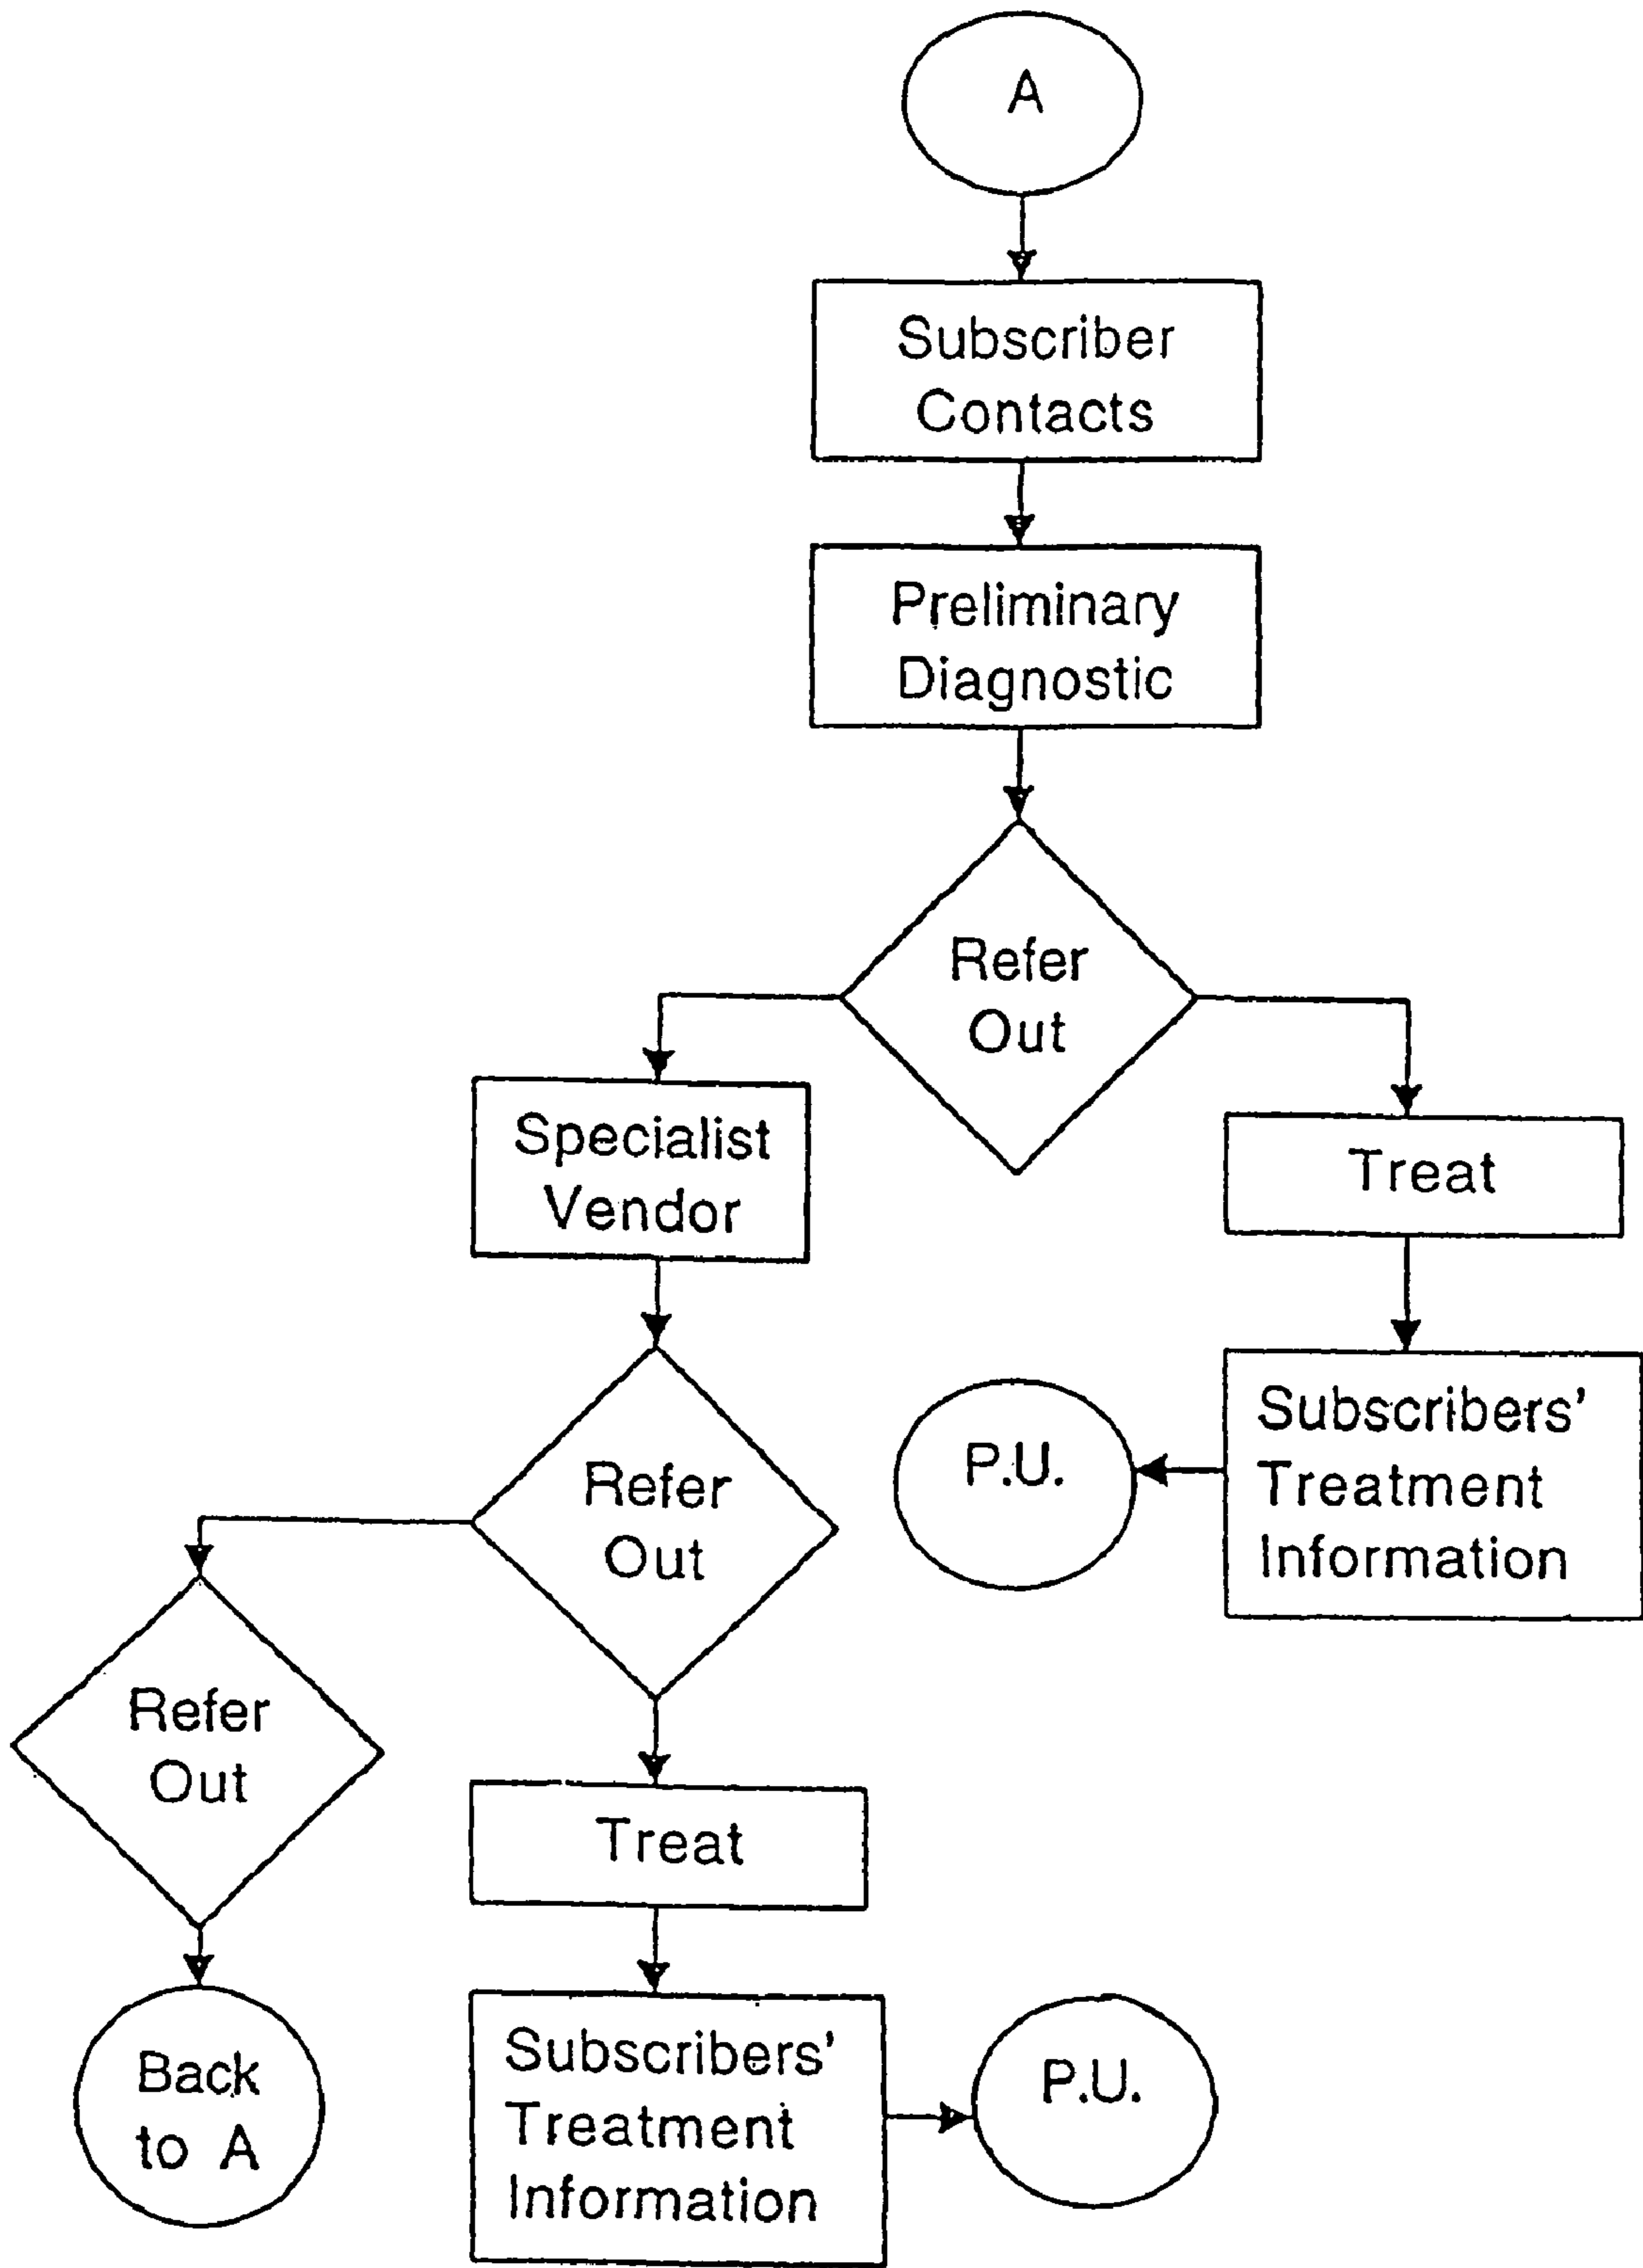 A
Subscriber
Contacts
Preliminary
Diagnostic
Refer
Out
Specialist
Vendor
Treat
Subscribers'
Treatment
Information
P.U.
Refer
Out
Refer
Out
Treat
Back
to A
Subscribers'
Treatment
Information
P.U.